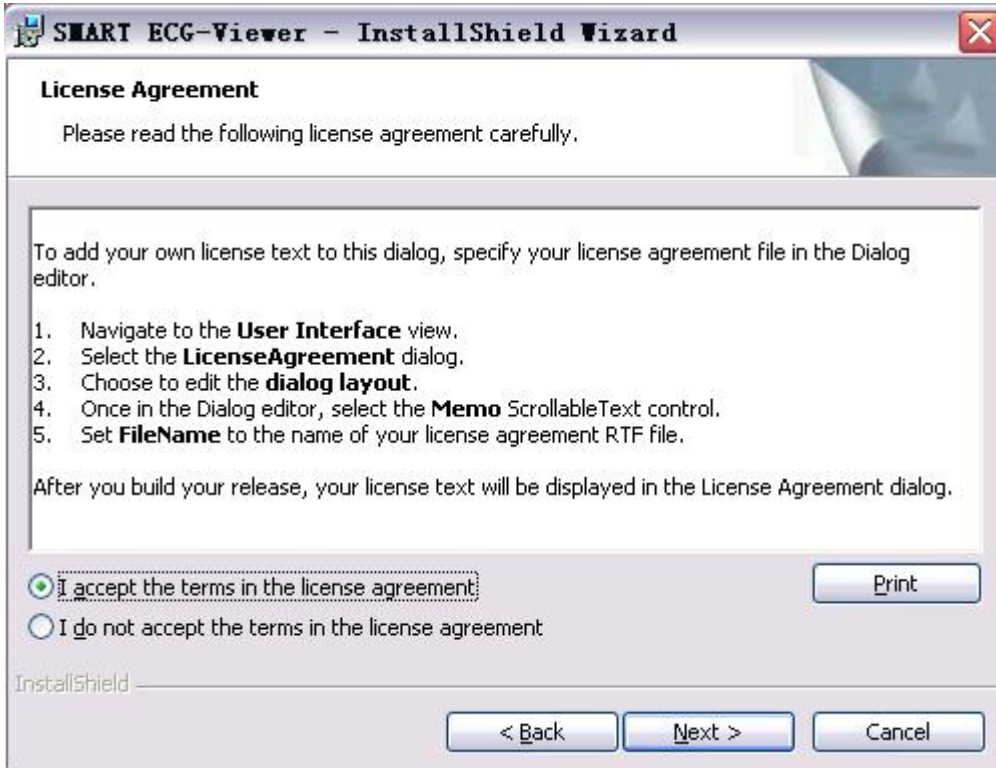 SMART ECG-Viewer - InstallShield Wizard
License Agreement
Please read the following license agreement carefully.
To add your own license text to this dialog, specify your license agreement file in the Dialog
editor.
1. Navigate to the User Interface view.
2. Select the LicenseAgreement dialog.
3. Choose to edit the dialog layout.
4. Once in the Dialog editor, select the Memo ScrollableText control.
5. Set FileName to the name of your license agreement RTF file.
After you build your release, your license text will be displayed in the License Agreement dialog.
I accept the terms in the license agreement
Print
I do not accept the terms in the license agreement
InstallShield
< Back Next > Cancel